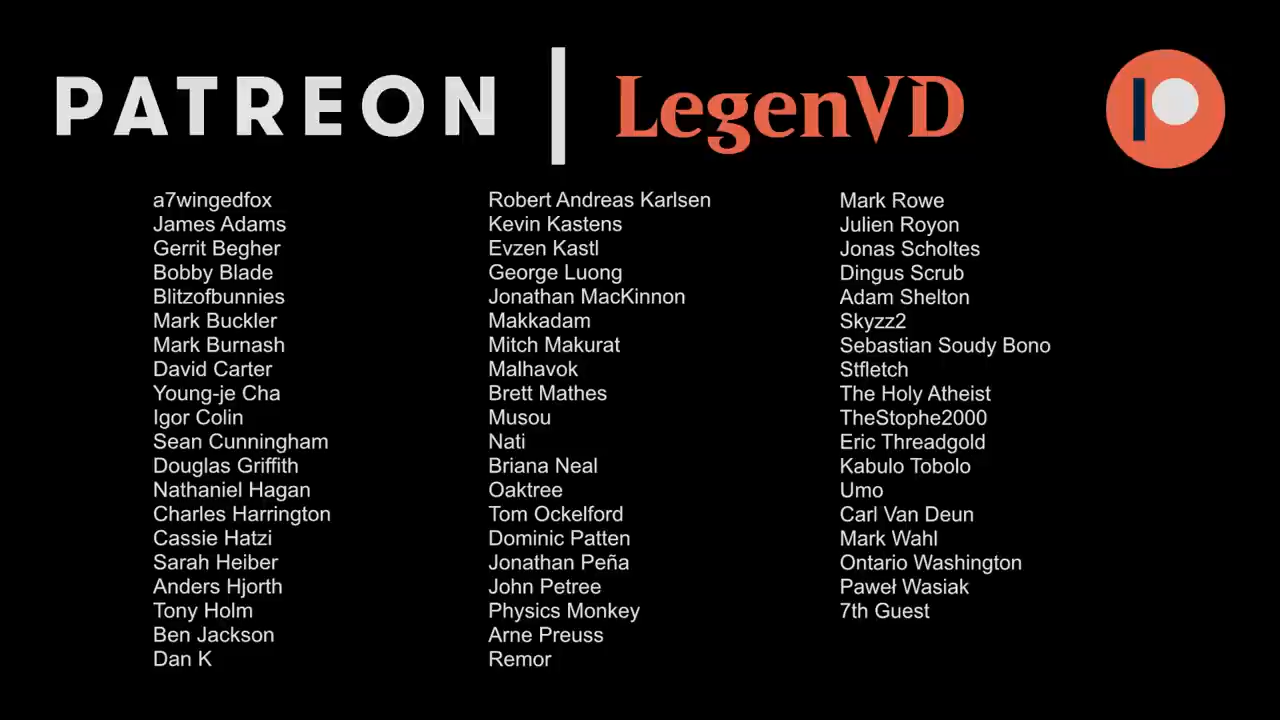 PATREON | LegenVD
a7wingedfox
James Adams
Gerrit Begher
Bobby Blade
Blitzofbunnies
Mark Buckler
Mark Burnash
David Carter
Young-je Cha
Igor Colin
Sean Cunningham
Douglas Griffith
Nathaniel Hagan
Charles Harrington
Cassie Hatzi
Sarah Heiber
Anders Hjorth
Tony Holm
Ben Jackson
Dan K
Robert Andreas Karlsen
Kevin Kastens
Evzen Kastl
George Luong
Jonathan MacKinnon
Makkadam
Mitch Makurat
Malhavok
Brett Mathes
Musou
Nati
Briana Neal
Oaktree
Tom Ockelford
Dominic Patten
Jonathan Peña
John Petree
Physics Monkey
Arne Preuss
Remor
Mark Rowe
Julien Royon
Jonas Scholtes
Dingus Scrub
Adam Shelton
Skyzz2
Sebastian Soudy Bono
Stfletch
The Holy Atheist
TheStophe2000
Eric Threadgold
Kabulo Tobolo
Umo
Carl Van Deun
Mark Wahl
Ontario Washington
Paweł Wasiak
7th Guest